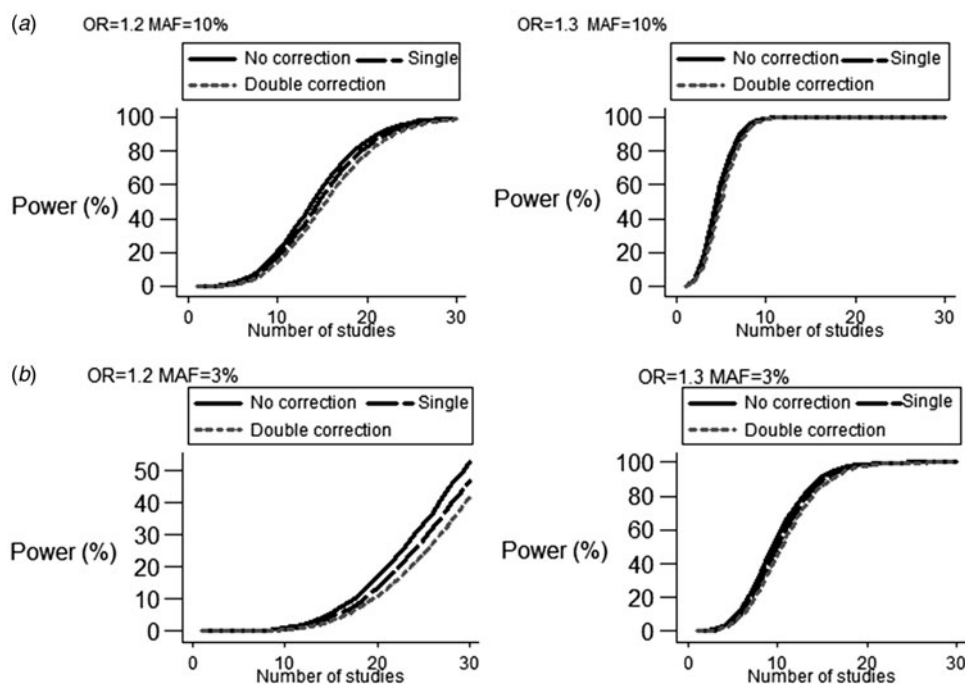 (a)
OR=1.2 MAF=10%
No correction Single
Double correction
100
80
60
40
20
0
Power (%)
0 10 20 30
Number of studies
OR=1.3 MAF=10%
No correction Single
Double correction
100
80
60
40
20
0
Power (%)
0 10 20 30
Number of studies
(b)
OR=1.2 MAF=3%
No correction Single
Double correction
50
40
30
20
10
0
Power (%)
0 10 20 30
Number of studies
OR=1.3 MAF=3%
No correction Single
Double correction
100
80
60
40
20
0
Power (%)
0 10 20 30
Number of studies